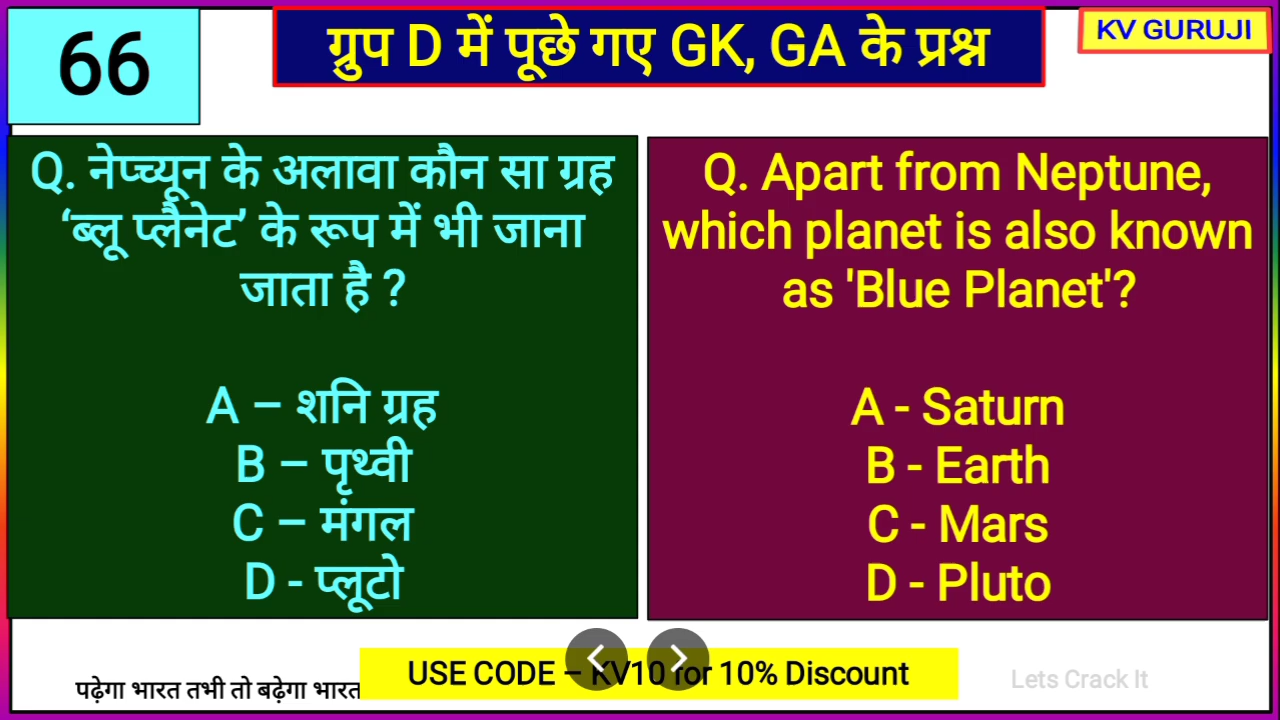 66
ग्रुप D में पूछे गए GK, GA के प्रश्न
KV GURUJI
Q. नेप्च्यून के अलावा कौन सा ग्रह
‘ब्लू प्लैनेट’ के रूप में भी जाना
जाता है ?
A – शनि ग्रह
B – पृथ्वी
C – मंगल
D - प्लूटो
Q. Apart from Neptune,
which planet is also known
as 'Blue Planet'?
A - Saturn
B - Earth
C - Mars
D - Pluto
पढ़ेगा भारत तभी तो बढ़ेगा भारत
USE CODE – KV10 for 10% Discount
Lets Crack It